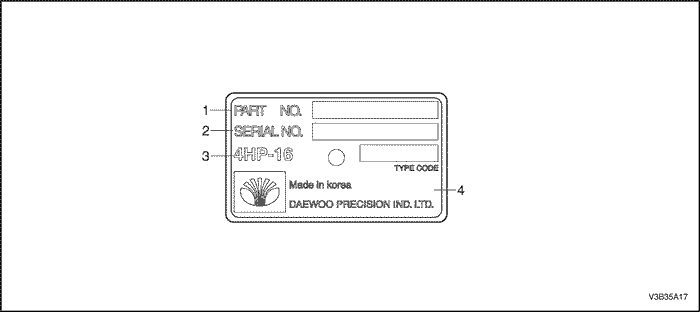 1 PART NO.
2 SERIAL NO.
3 4HP-16
TYPE CODE
Made in korea
4
DAEWOO PRECISION IND. LTD.
V3B35A17